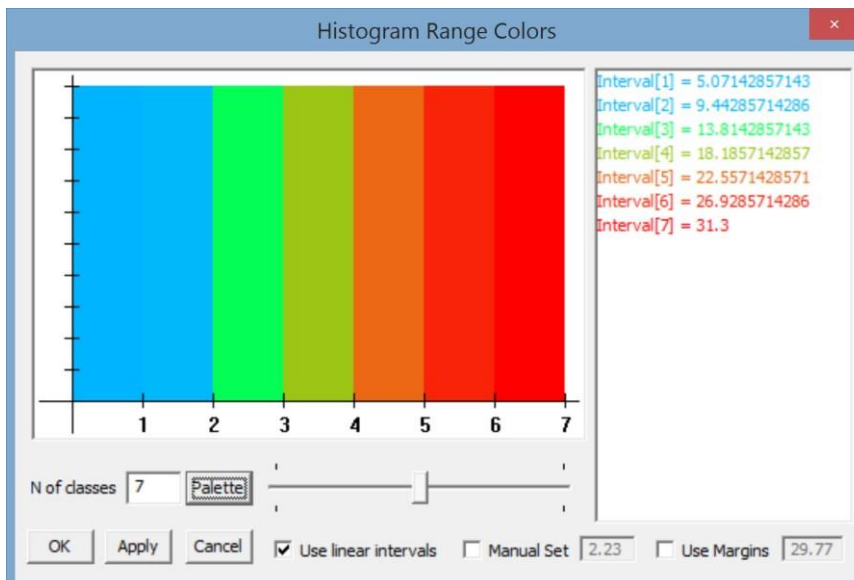 Histogram Range Colors
Interval[1] = 5.07142857143
Interval[2] = 9.44285714286
Interval[3] = 13.8142857143
Interval[4] = 18.1857142857
Interval[5] = 22.5571428571
Interval[6] = 26.9285714286
Interval[7] = 31.3
1 2 3 4 5 6 7
N of classes 7 Palette
OK Apply Cancel Use linear intervals Manual Set 2.23 Use Margins 29.77